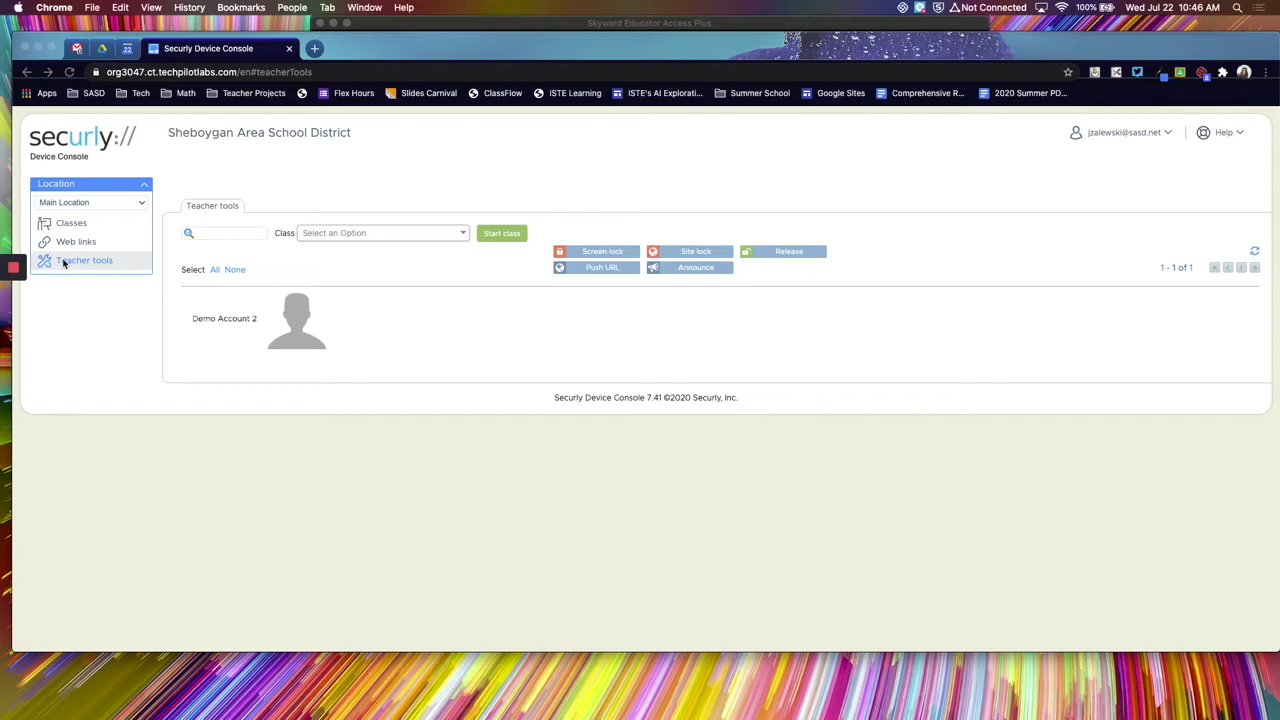 Chrome File Edit View History Bookmarks People Tab Window Help Not Connected 100% Wed Jul 22 10:46 AM
Skyward Educator Access Plus
22 Securly Device Console
org3047.ct.techpilotlabs.com/en#teacherTools
Apps SASD Tech Math Teacher Projects Flex Hours Slides Carnival ClassFlow ISTE Learning ISTE's AI Explorati... Summer School Google Sites Comprehensive R... 2020 Summer PD...
securly://
Device Console
Sheboygan Area School District
jzalewski@sasd.net
Help
Location
Main Location
Classes
Web links
Teacher tools
Teacher tools
Class Select an Option Start class
Screen lock Site lock Release
Push URL Announce
Select All None
1 - 1 of 1
Demo Account 2
Securly Device Console 7.41 ©2020 Securly, Inc.